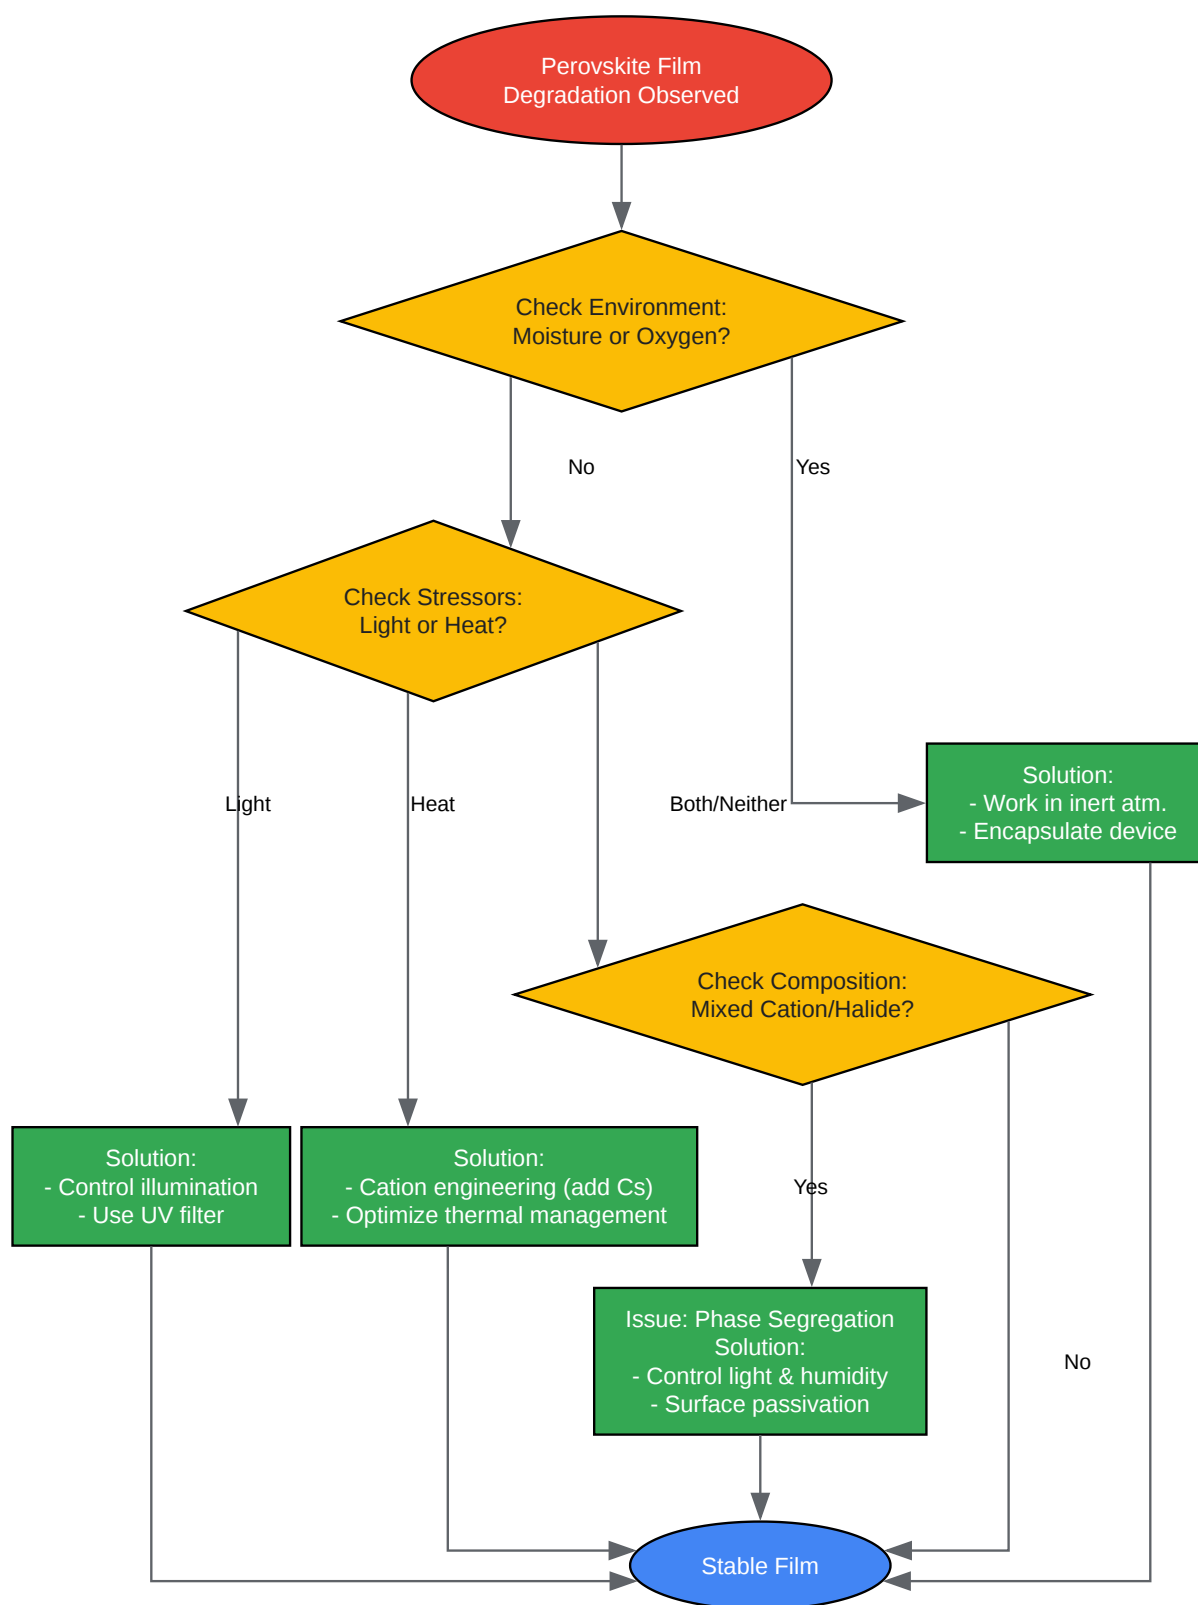 Perovskite Film
Degradation Observed
Check Environment:
Moisture or Oxygen?
No
Yes
Check Stressors:
Light or Heat?
Light
Heat
Both/Neither
Solution:
- Work in inert atm.
- Encapsulate device
Check Composition:
Mixed Cation/Halide?
Solution:
- Control illumination
- Use UV filter
Solution:
- Cation engineering (add Cs)
- Optimize thermal management
Yes
Issue: Phase Segregation
Solution:
- Control light & humidity
- Surface passivation
No
Stable Film